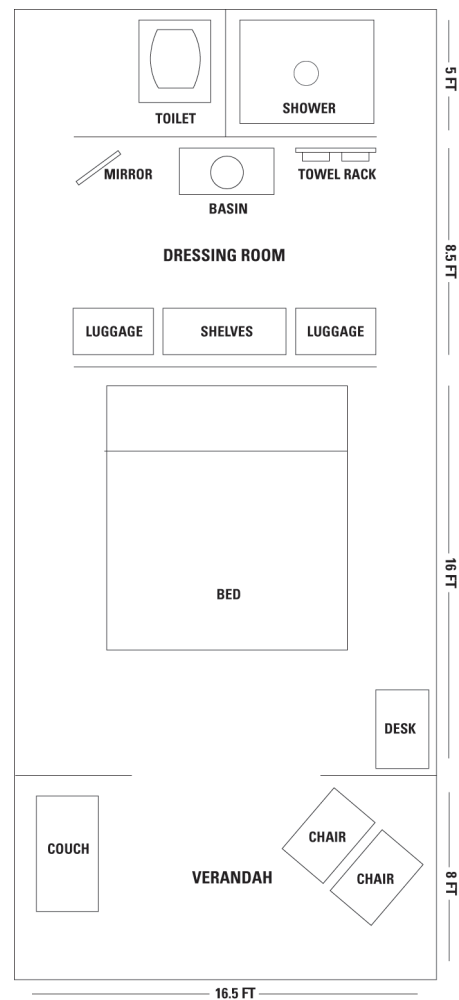 5 FT
TOILET
SHOWER
MIRROR
TOWEL RACK
BASIN
DRESSING ROOM
8.5 FT
LUGGAGE
SHELVES
LUGGAGE
16 FT
BED
DESK
CHAIR
COUCH
VERANDAH
CHAIR
8 FT
16.5 FT